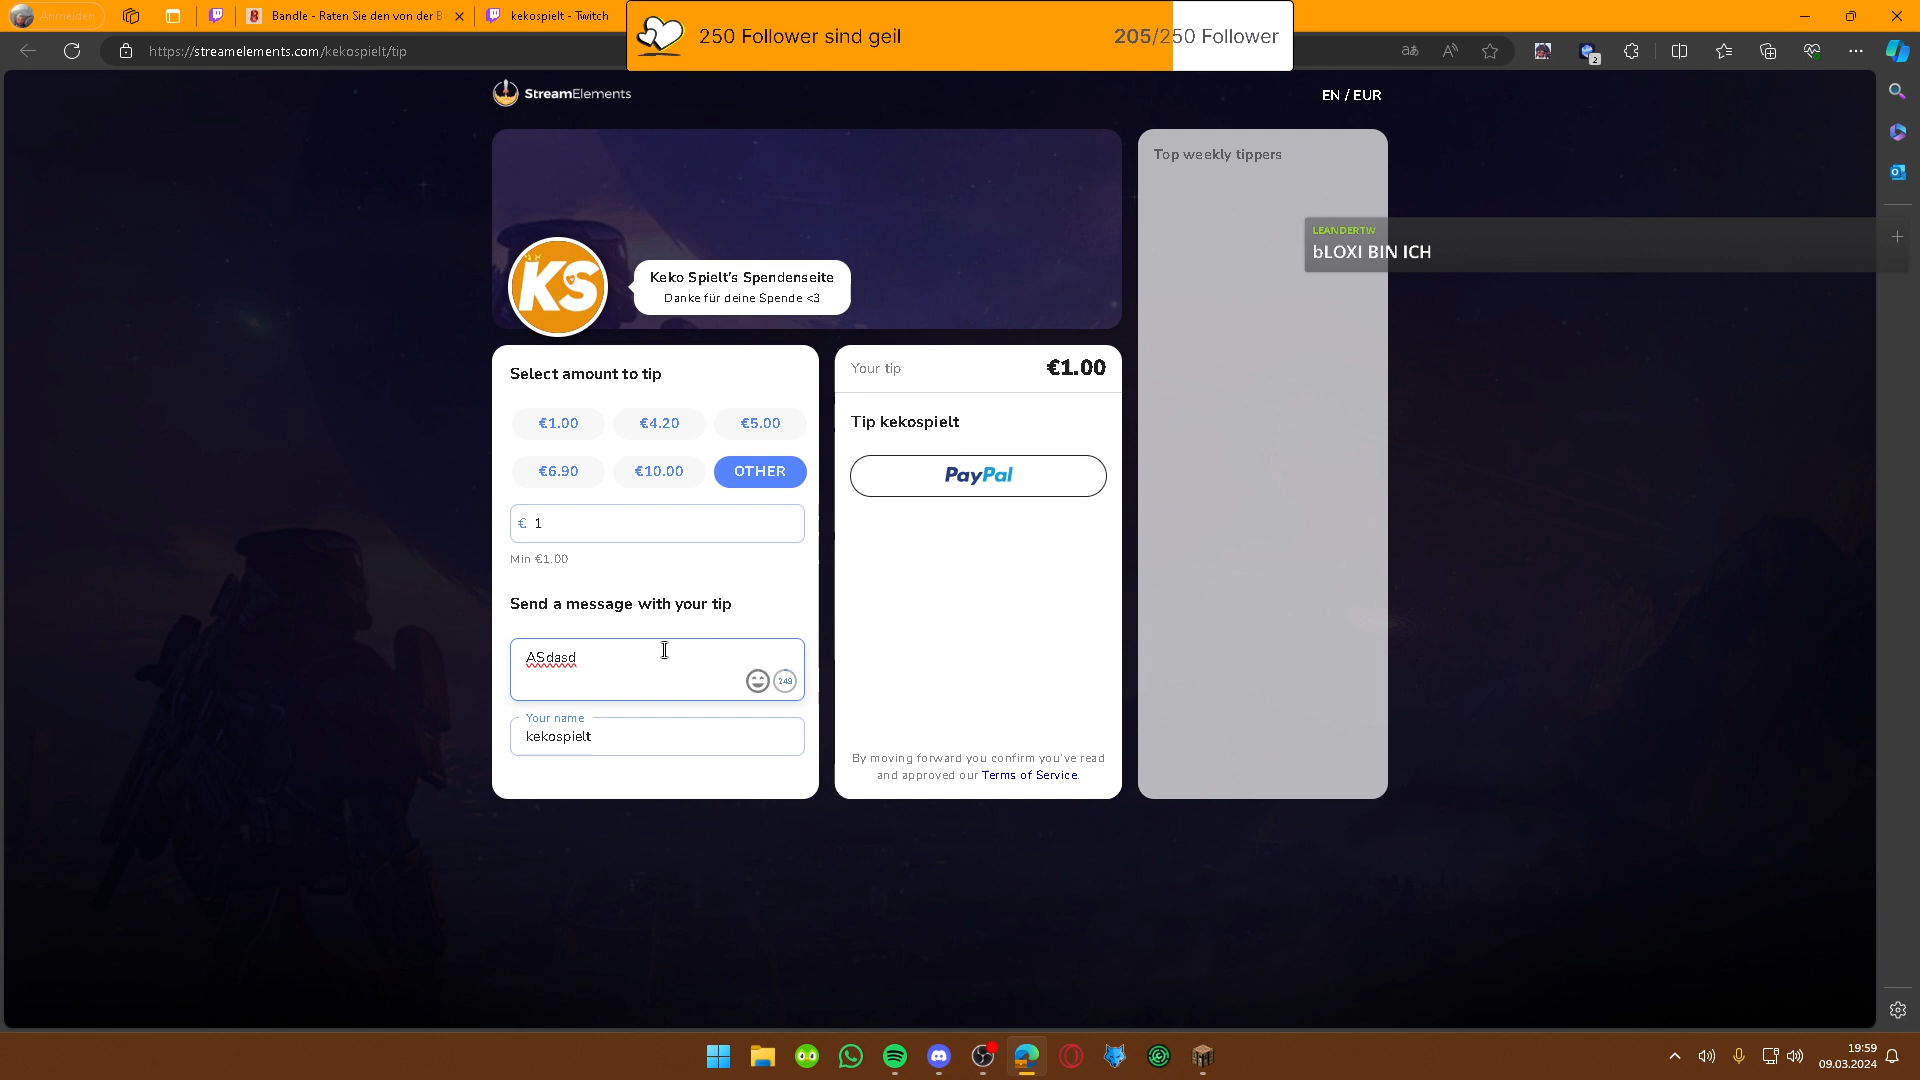 Anmelden
Bandle - Raten Sie den von der B
kekospielt - Twitch
250 Follower sind geil
205/250 Follower
https://streamelements.com/kekospielt/tip
aあ
2
StreamElements
EN / EUR
Top weekly tippers
LEANDERTW
bLOXI BIN ICH
KS
Keko Spielt's Spendenseite
Danke für deine Spende <3
Select amount to tip
€1.00
€4.20
€5.00
€6.90
€10.00
OTHER
€ 1
Min €1.00
Send a message with your tip
ASdasd
249
Your name
kekospielt
Your tip
€1.00
Tip kekospielt
PayPal
By moving forward you confirm you've read
and approved our Terms of Service.
19:59
09.03.2024